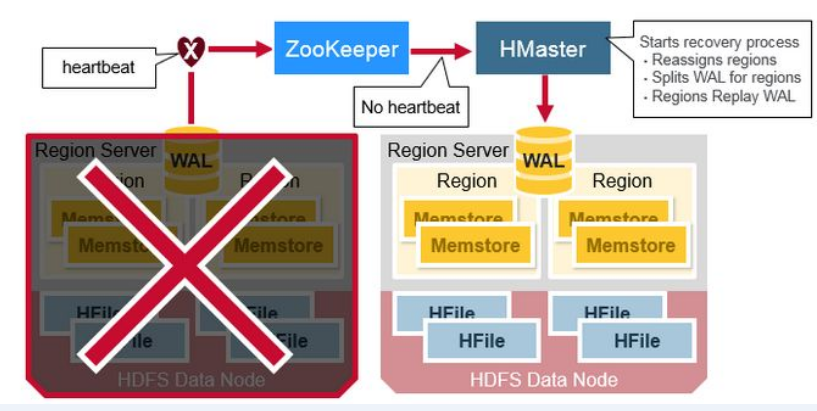 heartbeat
X
ZooKeeper
No heartbeat
HMaster
Starts recovery process
- Reassigns regions
- Splits WAL for regions
- Regions Replay WAL
Region Server
WAL
Region
Region
Memstore
Memstore
Memstore
Memstore
HFile
HFile
HFile
HFile
HDFS Data Node
Region Server
WAL
Region
Region
Memstore
Memstore
Memstore
Memstore
HFile
HFile
HFile
HFile
HDFS Data Node